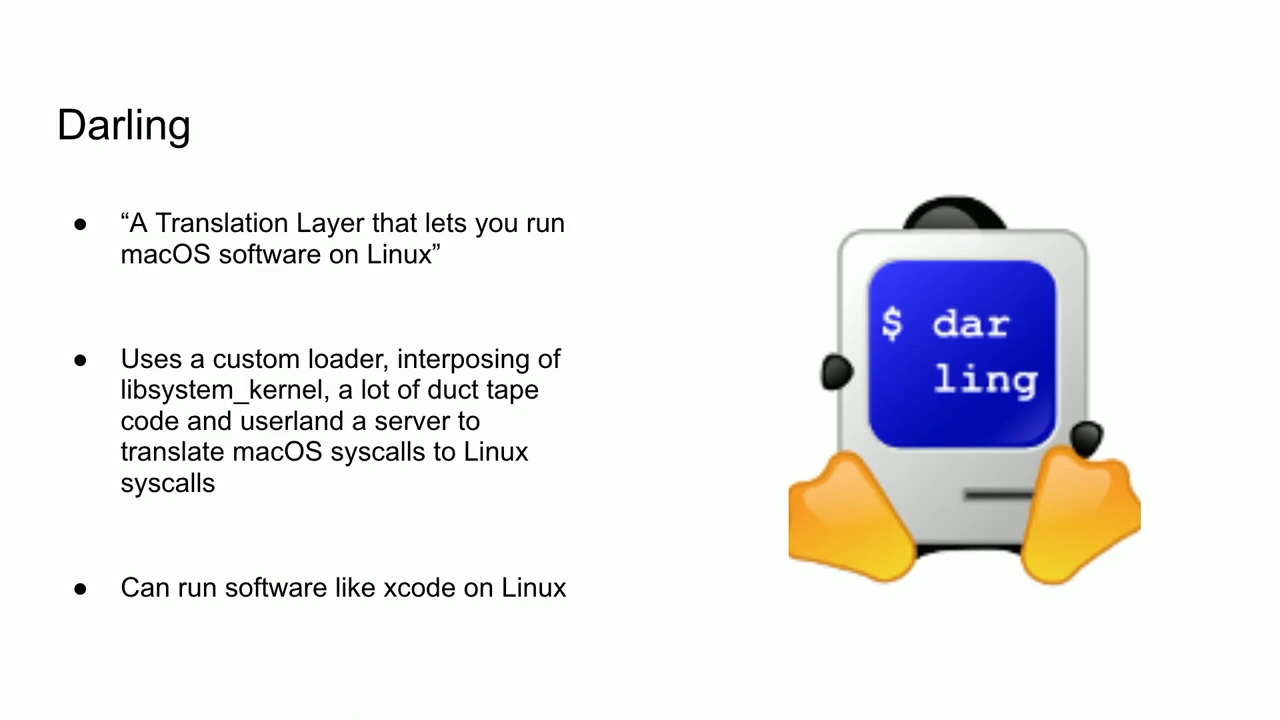 Darling
● “A Translation Layer that lets you run
macOS software on Linux”
● Uses a custom loader, interposing of
libsystem_kernel, a lot of duct tape
code and userland a server to
translate macOS syscalls to Linux
syscalls
● Can run software like xcode on Linux
$ dar
ling